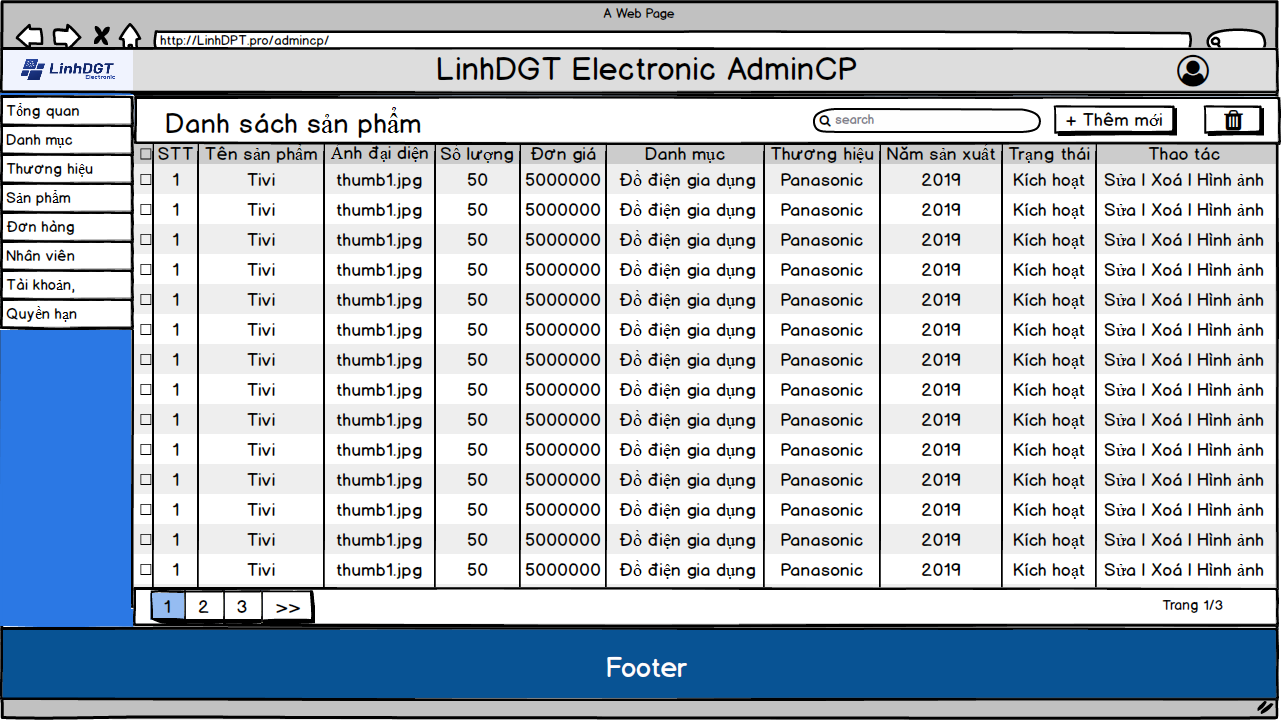 A Web Page
http://LinhDPT.pro/admincp/
LinhDGT
Electronic
LinhDGT Electronic AdminCP
Tổng quan
Danh mục
Thương hiệu
Sản phẩm
Đơn hàng
Nhân viên
Tài khoản,
Quyền hạn
Danh sách sản phẩm
search
+ Thêm mới
STT Tên sản phẩm Ảnh đại diện Số lượng Đơn giá Danh mục Thương hiệu Năm sản xuất Trạng thái Thao tác
1 Tivi thumb1.jpg 50 5000000 Đồ điện gia dụng Panasonic 2019 Kích hoạt Sửa | Xoá | Hình ảnh
1 Tivi thumb1.jpg 50 5000000 Đồ điện gia dụng Panasonic 2019 Kích hoạt Sửa | Xoá | Hình ảnh
1 Tivi thumb1.jpg 50 5000000 Đồ điện gia dụng Panasonic 2019 Kích hoạt Sửa | Xoá | Hình ảnh
1 Tivi thumb1.jpg 50 5000000 Đồ điện gia dụng Panasonic 2019 Kích hoạt Sửa | Xoá | Hình ảnh
1 Tivi thumb1.jpg 50 5000000 Đồ điện gia dụng Panasonic 2019 Kích hoạt Sửa | Xoá | Hình ảnh
1 Tivi thumb1.jpg 50 5000000 Đồ điện gia dụng Panasonic 2019 Kích hoạt Sửa | Xoá | Hình ảnh
1 Tivi thumb1.jpg 50 5000000 Đồ điện gia dụng Panasonic 2019 Kích hoạt Sửa | Xoá | Hình ảnh
1 Tivi thumb1.jpg 50 5000000 Đồ điện gia dụng Panasonic 2019 Kích hoạt Sửa | Xoá | Hình ảnh
1 Tivi thumb1.jpg 50 5000000 Đồ điện gia dụng Panasonic 2019 Kích hoạt Sửa | Xoá | Hình ảnh
1 Tivi thumb1.jpg 50 5000000 Đồ điện gia dụng Panasonic 2019 Kích hoạt Sửa | Xoá | Hình ảnh
1 Tivi thumb1.jpg 50 5000000 Đồ điện gia dụng Panasonic 2019 Kích hoạt Sửa | Xoá | Hình ảnh
1 Tivi thumb1.jpg 50 5000000 Đồ điện gia dụng Panasonic 2019 Kích hoạt Sửa | Xoá | Hình ảnh
1 Tivi thumb1.jpg 50 5000000 Đồ điện gia dụng Panasonic 2019 Kích hoạt Sửa | Xoá | Hình ảnh
1 Tivi thumb1.jpg 50 5000000 Đồ điện gia dụng Panasonic 2019 Kích hoạt Sửa | Xoá | Hình ảnh
1 2 3 >>
Trang 1/3
Footer